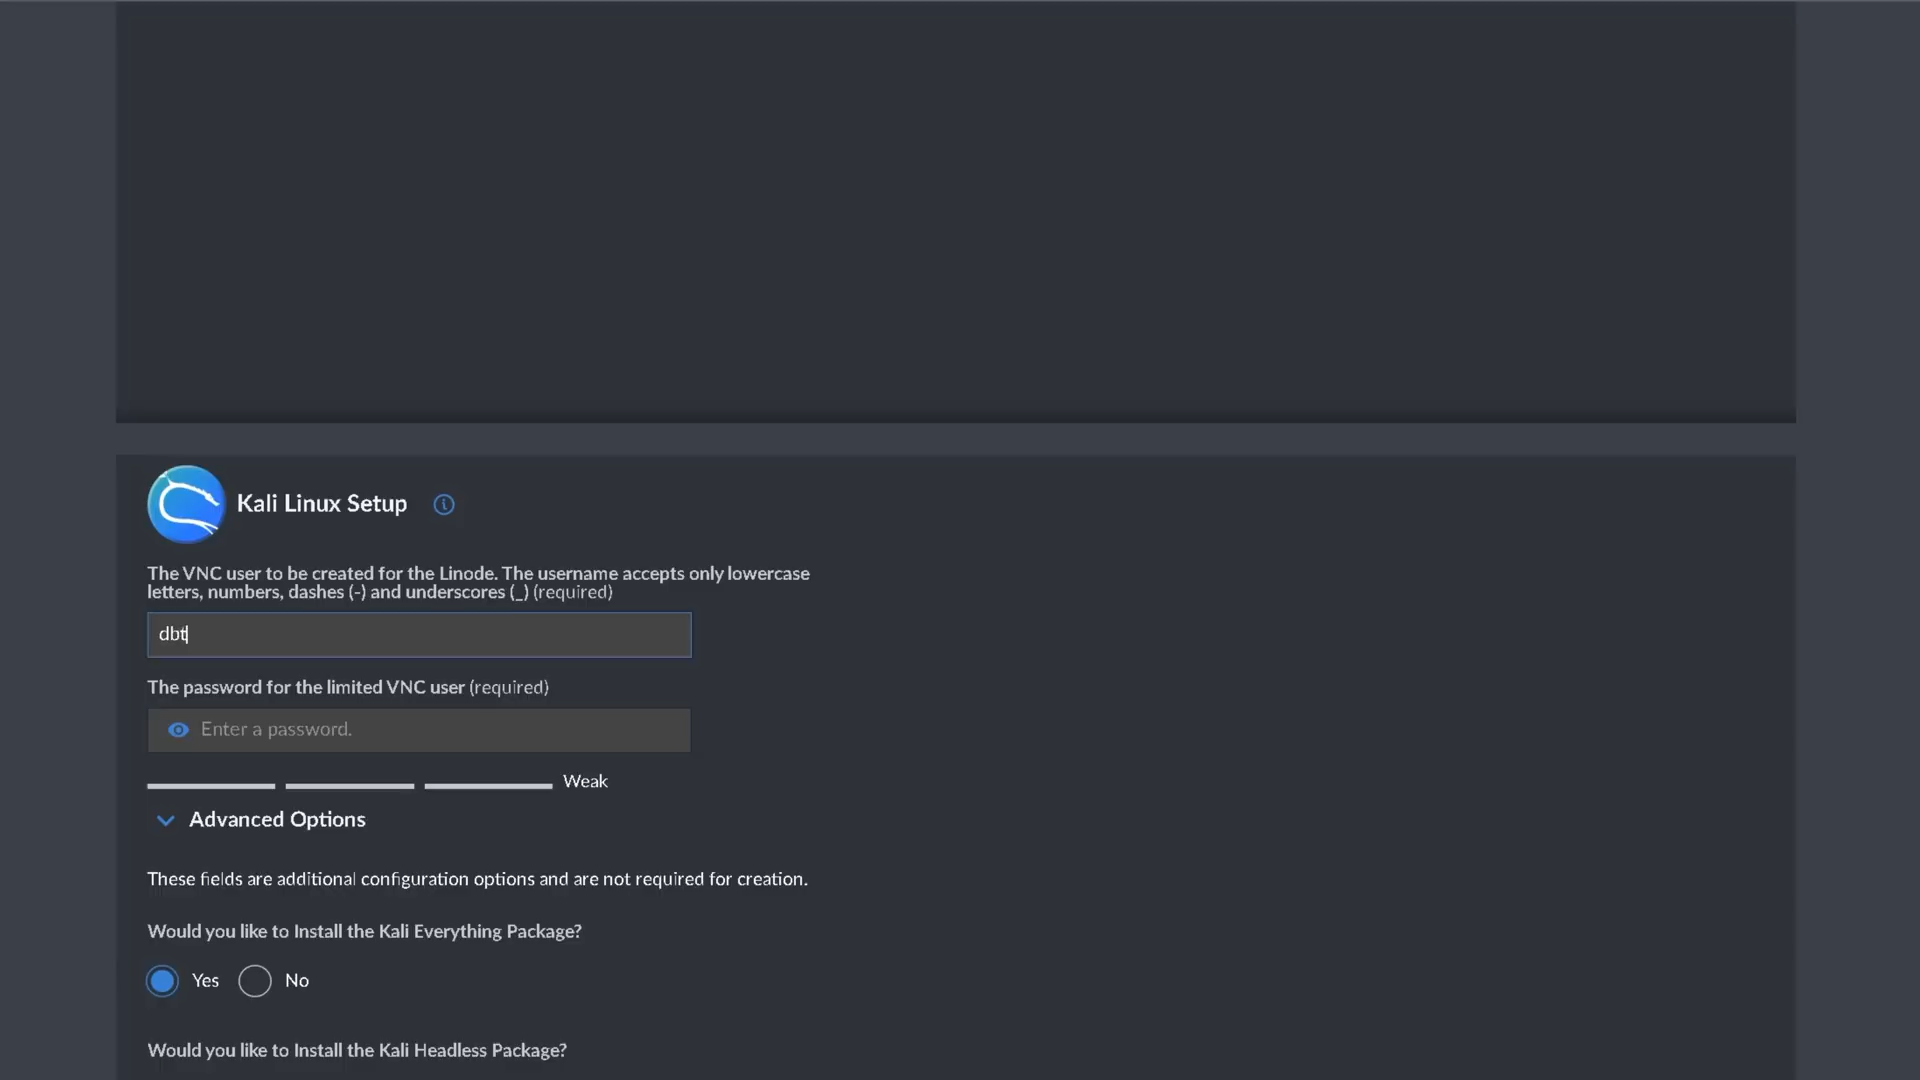 Kali Linux Setup
The VNC user to be created for the Linode. The username accepts only lowercase
letters, numbers, dashes (-) and underscores (_) (required)
dbt
The password for the limited VNC user (required)
Enter a password.
Weak
Advanced Options
These fields are additional configuration options and are not required for creation.
Would you like to Install the Kali Everything Package?
Yes No
Would you like to Install the Kali Headless Package?